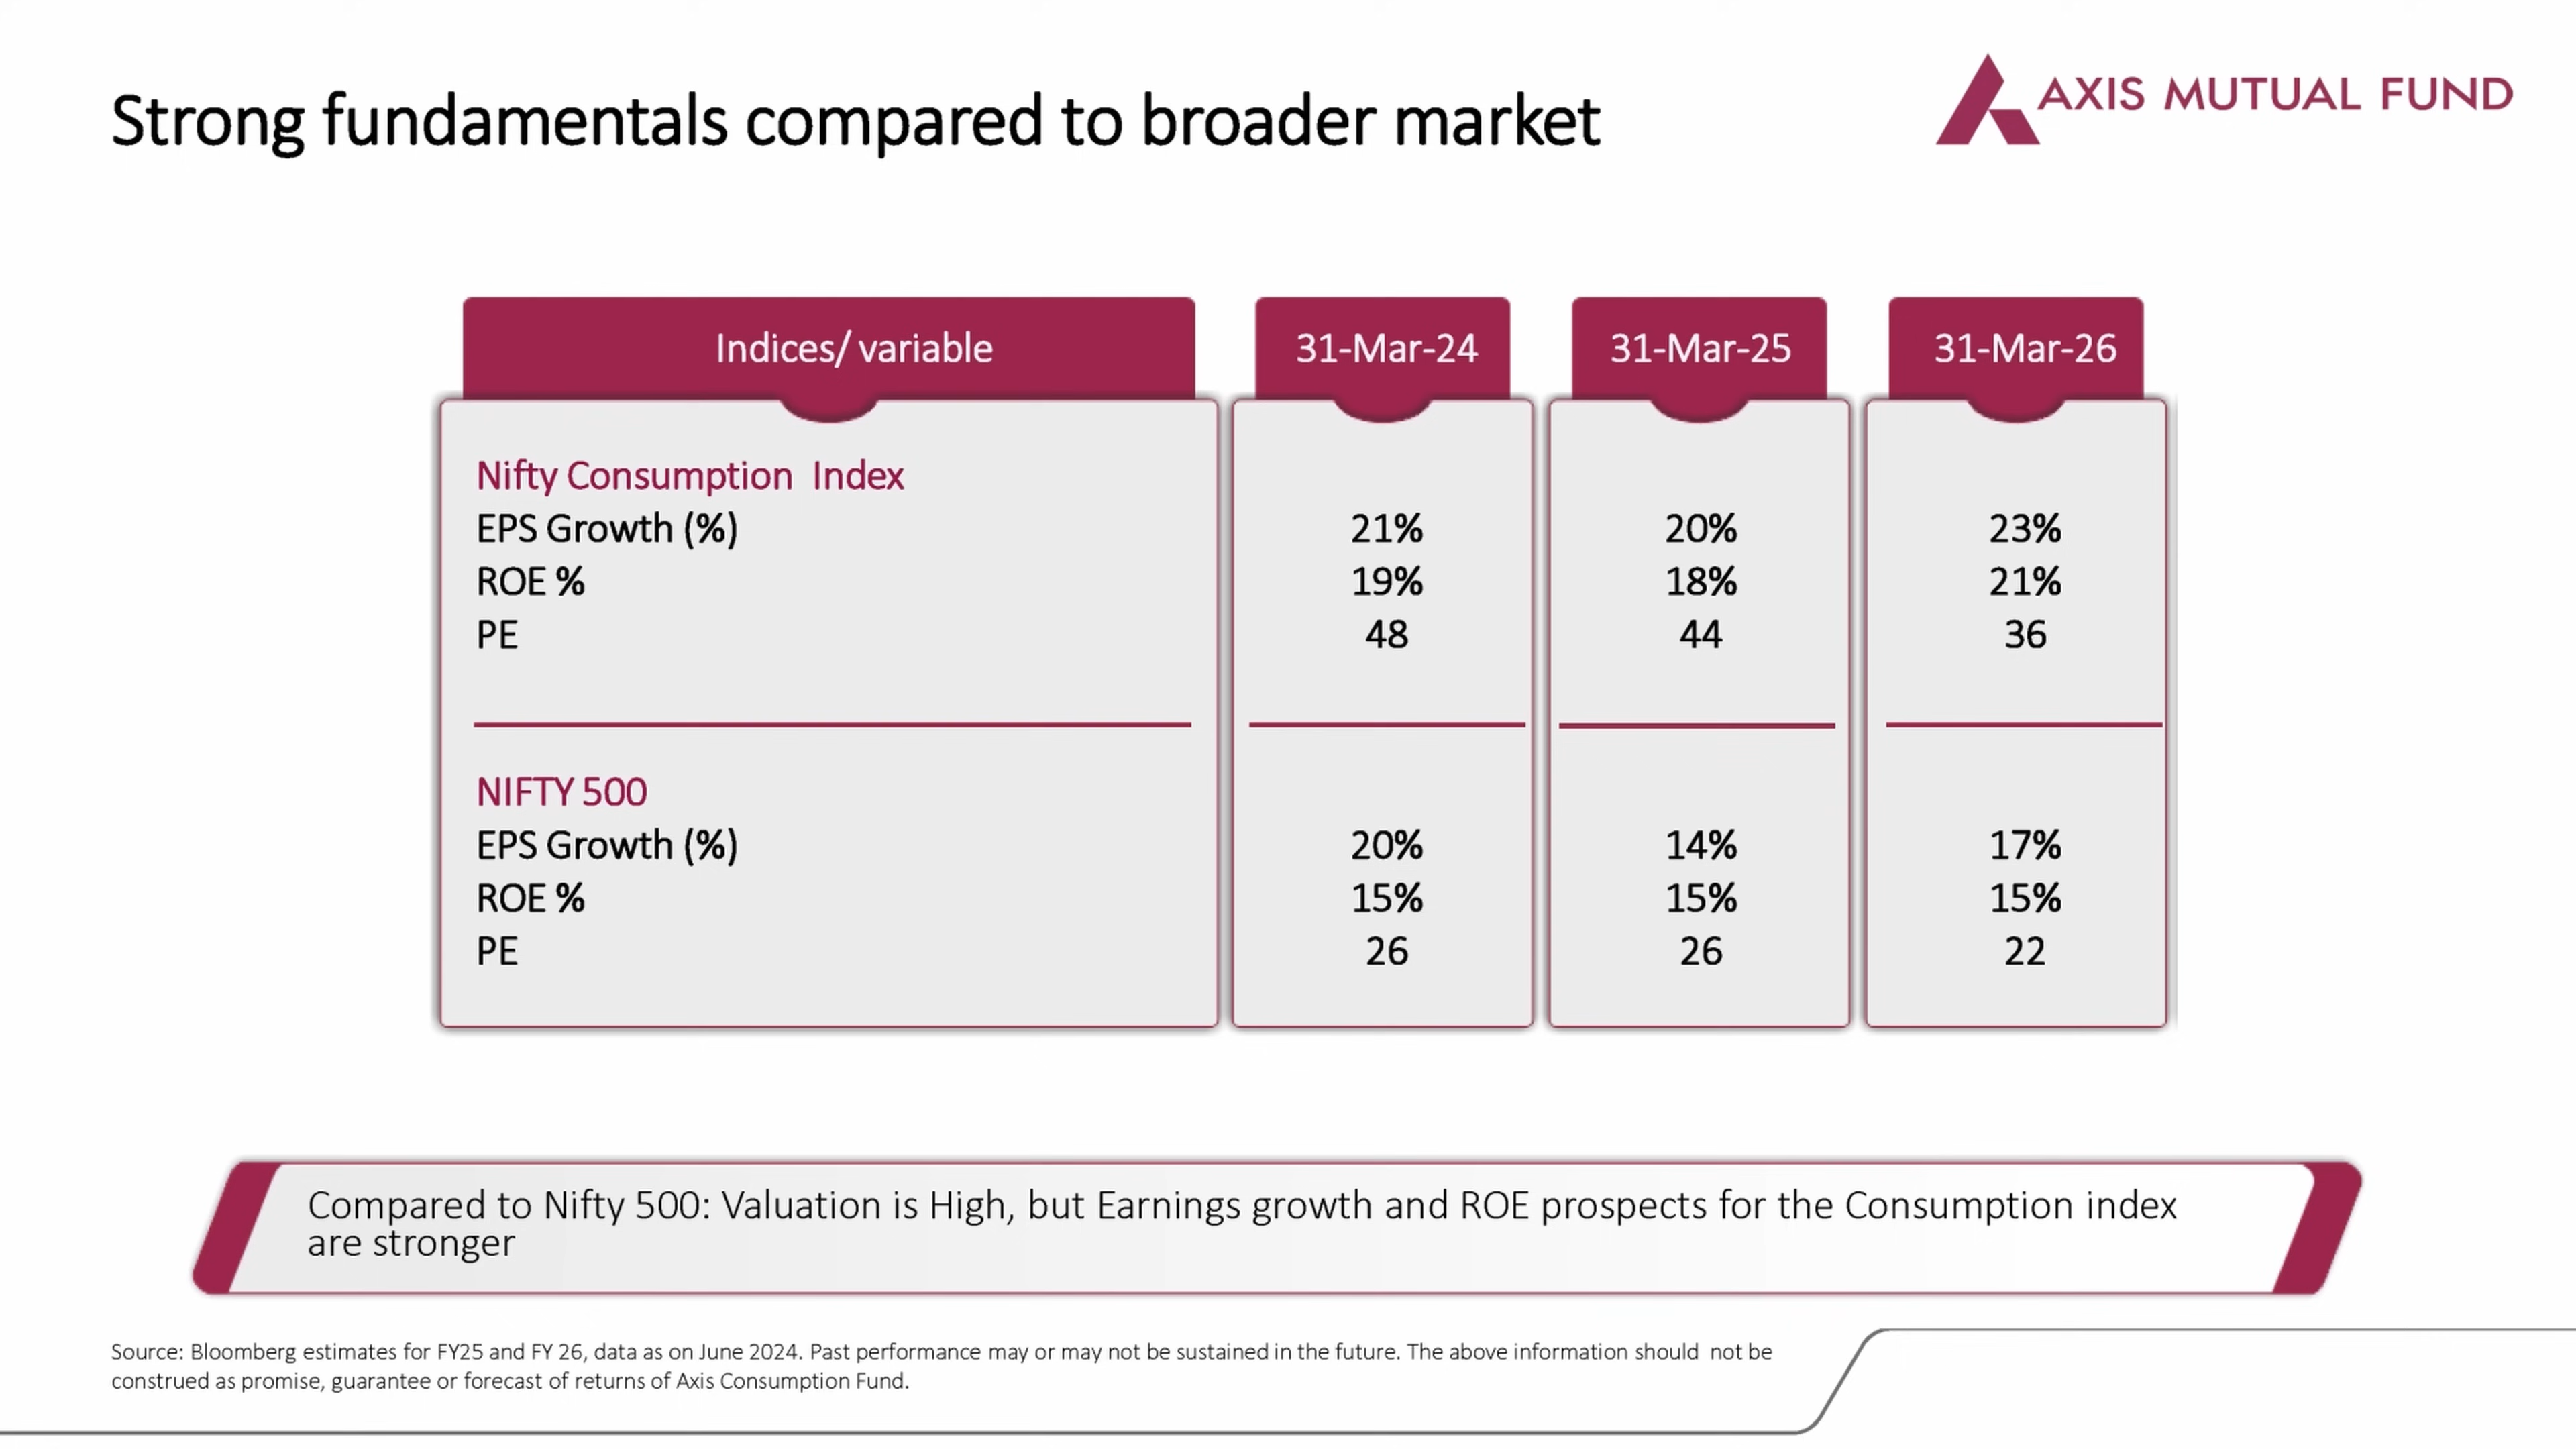 Strong fundamentals compared to broader market
AXIS MUTUAL FUND
Indices/ variable 31-Mar-24 31-Mar-25 31-Mar-26
Nifty Consumption Index
EPS Growth (%) 21% 20% 23%
ROE % 19% 18% 21%
PE 48 44 36
NIFTY 500
EPS Growth (%) 20% 14% 17%
ROE % 15% 15% 15%
PE 26 26 22
Compared to Nifty 500: Valuation is High, but Earnings growth and ROE prospects for the Consumption index
are stronger
Source: Bloomberg estimates for FY25 and FY 26, data as on June 2024. Past performance may or may not be sustained in the future. The above information should not be
construed as promise, guarantee or forecast of returns of Axis Consumption Fund.